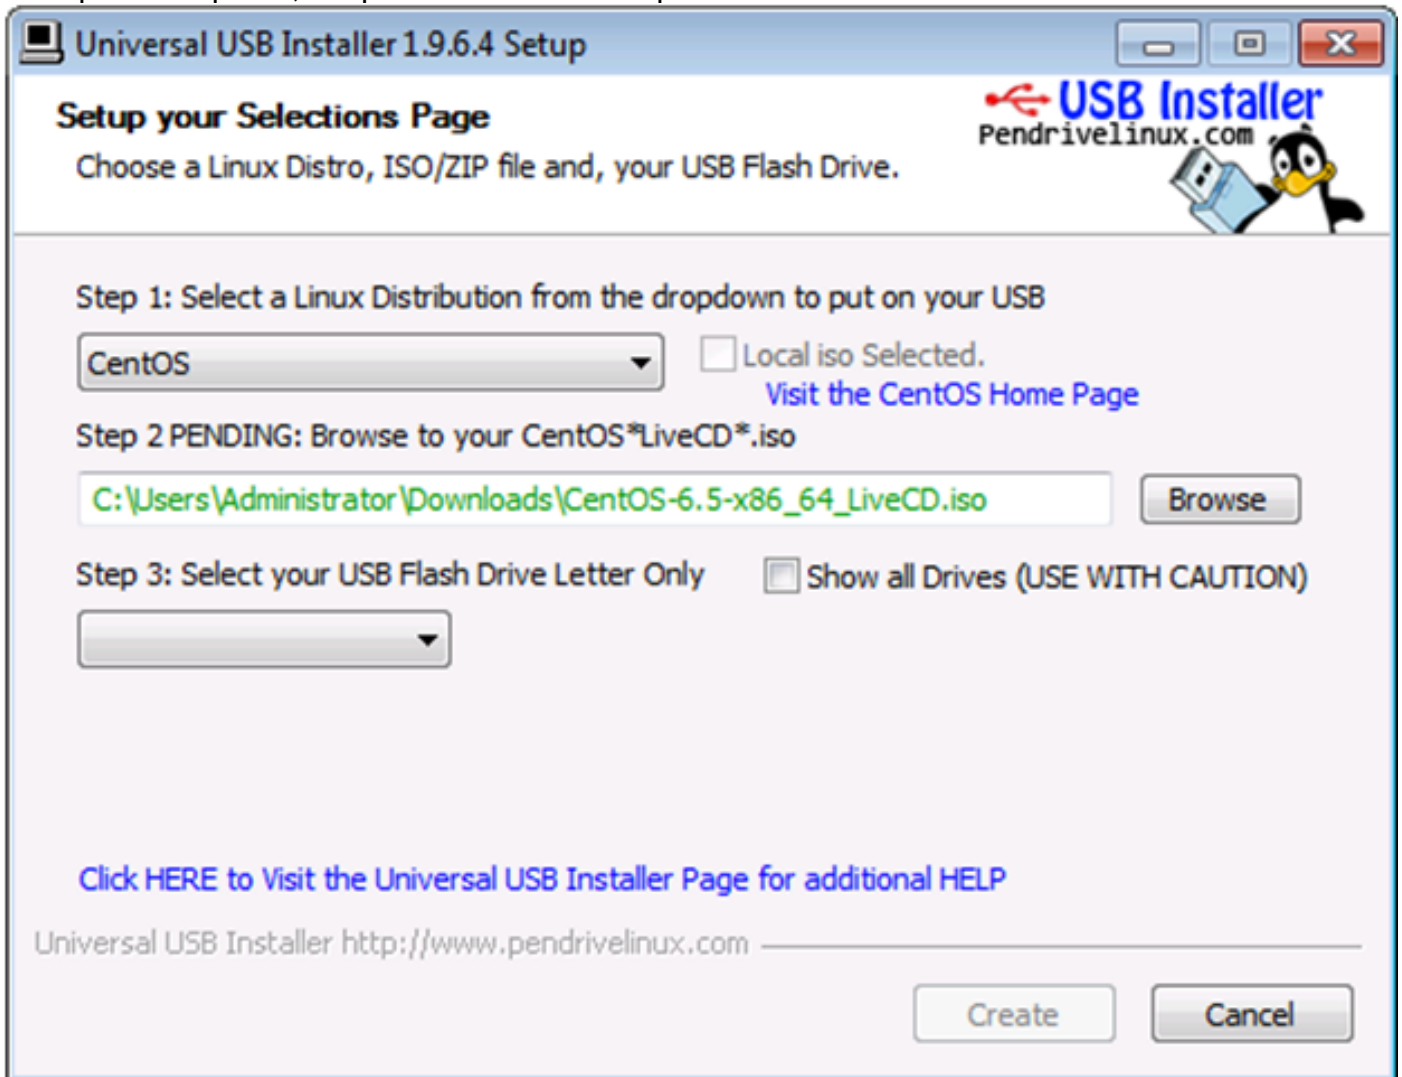 Universal USB Installer 1.9.6.4 Setup
Setup your Selections Page
Choose a Linux Distro, ISO/ZIP file and, your USB Flash Drive.
USB Installer
Pendrivelinux.com
Step 1: Select a Linux Distribution from the dropdown to put on your USB
CentOS
Local iso Selected.
Visit the CentOS Home Page
Step 2 PENDING: Browse to your CentOS*LiveCD*.iso
C:\Users\Administrator\Downloads\CentOS-6.5-x86_64_LiveCD.iso
Browse
Step 3: Select your USB Flash Drive Letter Only
Show all Drives (USE WITH CAUTION)
Click HERE to Visit the Universal USB Installer Page for additional HELP
Universal USB Installer http://www.pendrivelinux.com
Create
Cancel